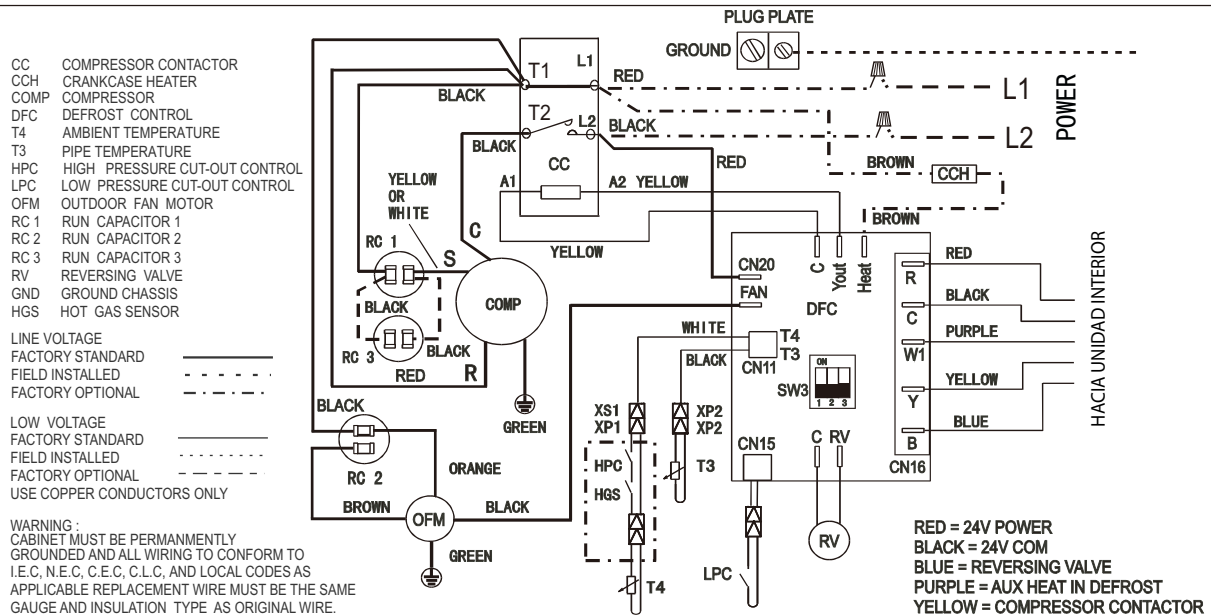 PLUG PLATE
GROUND
CC COMPRESSOR CONTACTOR
CCH CRANKCASE HEATER
COMP COMPRESSOR
DFC DEFROST CONTROL
T4 AMBIENT TEMPERATURE
T3 PIPE TEMPERATURE
HPC HIGH PRESSURE CUT-OUT CONTROL
LPC LOW PRESSURE CUT-OUT CONTROL
OFM OUTDOOR FAN MOTOR
RC 1 RUN CAPACITOR 1
RC 2 RUN CAPACITOR 2
RC 3 RUN CAPACITOR 3
RV REVERSING VALVE
GND GROUND CHASSIS
HGS HOT GAS SENSOR
LINE VOLTAGE
FACTORY STANDARD
FIELD INSTALLED
FACTORY OPTIONAL
LOW VOLTAGE
FACTORY STANDARD
FIELD INSTALLED
FACTORY OPTIONAL
USE COPPER CONDUCTORS ONLY
WARNING :
CABINET MUST BE PERMANMENTLY
GROUNDED AND ALL WIRING TO CONFORM TO
I.E.C, N.E.C, C.E.C, C.L.C, AND LOCAL CODES AS
APPLICABLE REPLACEMENT WIRE MUST BE THE SAME
GAUGE AND INSULATION TYPE AS ORIGINAL WIRE.
T1
L1
RED
BLACK
T2
L2
BLACK
BLACK
CC
RED
A1
A2 YELLOW
YELLOW
L1
L2
POWER
BROWN
CCH
BROWN
YELLOW
OR
WHITE
C
S
RC 1
BLACK
COMP
RC 3
BLACK
RED
R
GREEN
BLACK
RC 2
ORANGE
BROWN
OFM
BLACK
GREEN
CN20
FAN
C
Yout
Heat
DFC
WHITE
T4
BLACK
T3
CN11
ON
SW3
1 2 3
R
C
W1
Y
B
CN16
RED
BLACK
PURPLE
YELLOW
BLUE
HACIA UNIDAD INTERIOR
XS1
XP1
XP2
XP2
HPC
HGS
T3
T4
CN15
C RV
RV
LPC
RED = 24V POWER
BLACK = 24V COM
BLUE = REVERSING VALVE
PURPLE = AUX HEAT IN DEFROST
YELLOW = COMPRESSOR CONTACTOR